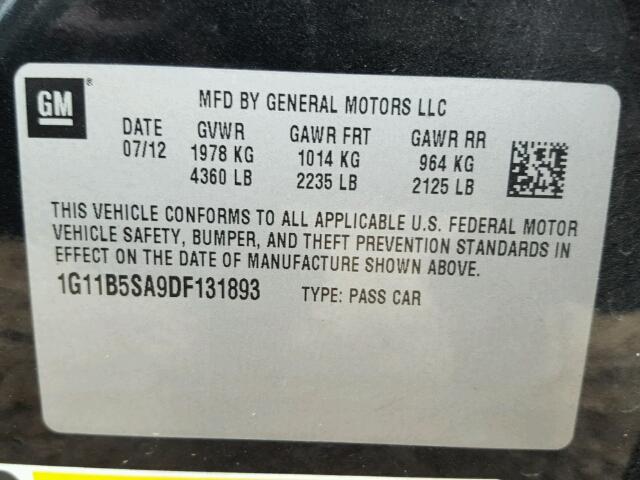 GM®
MFD BY GENERAL MOTORS LLC
DATE GVWR GAWR FRT GAWR RR
07/12 1978 KG 1014 KG 964 KG
4360 LB 2235 LB 2125 LB
THIS VEHICLE CONFORMS TO ALL APPLICABLE U.S. FEDERAL MOTOR
VEHICLE SAFETY, BUMPER, AND THEFT PREVENTION STANDARDS IN
EFFECT ON THE DATE OF MANUFACTURE SHOWN ABOVE.
1G11B5SA9DF131893 TYPE: PASS CAR